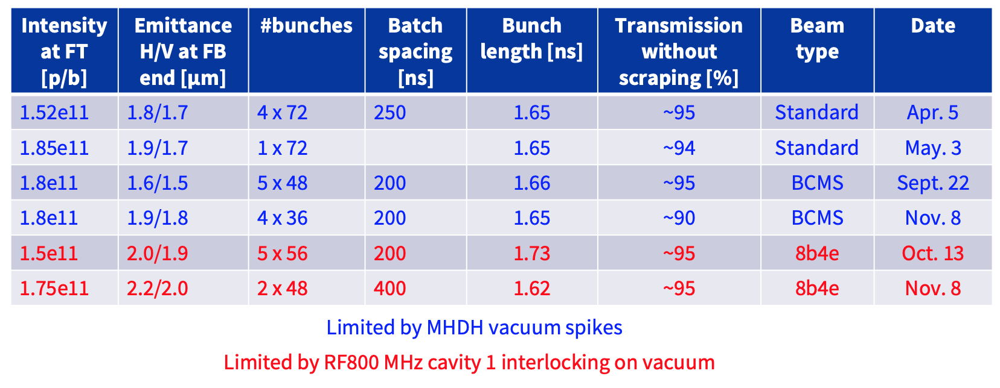 Intensity at FT [p/b] Emittance H/V at FB end [µm] #bunches Batch spacing [ns] Bunch length [ns] Transmission without scraping [%] Beam type Date
1.52e11 1.8/1.7 4 x 72 250 1.65 ~95 Standard Apr. 5
1.85e11 1.9/1.7 1 x 72 1.65 ~94 Standard May. 3
1.8e11 1.6/1.5 5 x 48 200 1.66 ~95 BCMS Sept. 22
1.8e11 1.9/1.8 4 x 36 200 1.65 ~90 BCMS Nov. 8
1.5e11 2.0/1.9 5 x 56 200 1.73 ~95 8b4e Oct. 13
1.75e11 2.2/2.0 2 x 48 400 1.62 ~95 8b4e Nov. 8
Limited by MHDH vacuum spikes
Limited by RF800 MHz cavity 1 interlocking on vacuum